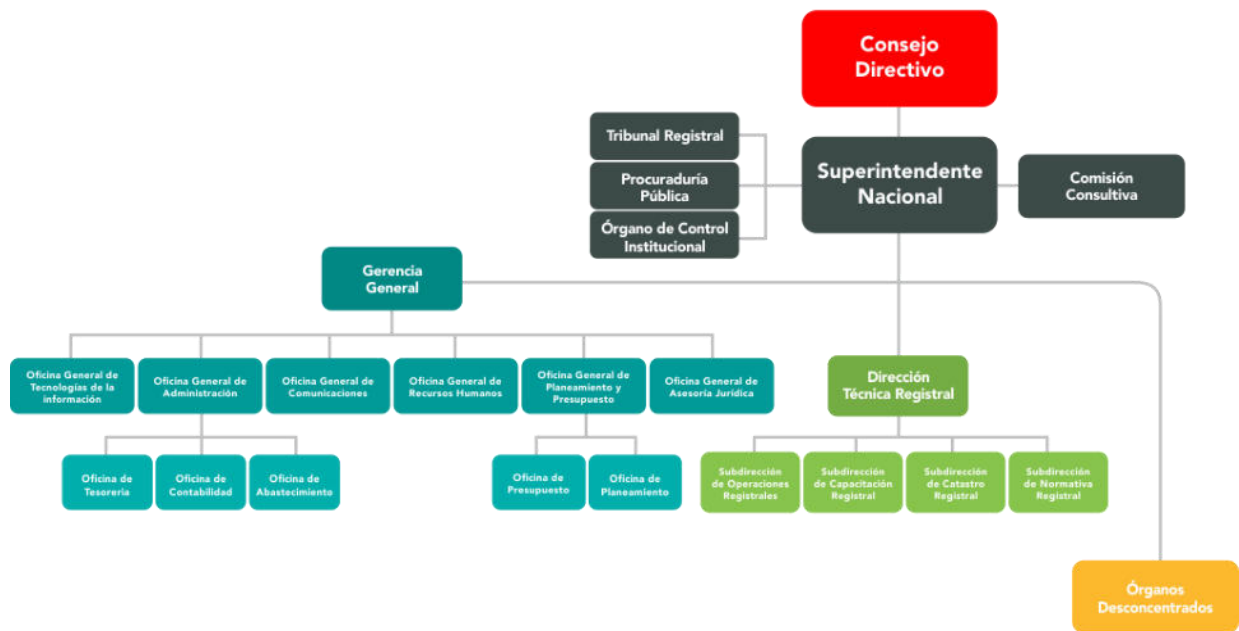 Consejo
Directivo
Tribunal Registral
Procuraduría
Pública
Órgano de Control
Institucional
Superintendente
Nacional
Comisión
Consultiva
Gerencia
General
Oficina General de
Tecnologías de la
información
Oficina General de
Administración
Oficina General de
Comunicaciones
Oficina General de
Recursos Humanos
Oficina General de
Planeamiento y
Presupuesto
Oficina General de
Asesoría Jurídica
Dirección
Técnica Registral
Oficina de
Tesorería
Oficina de
Contabilidad
Oficina de
Abastecimiento
Oficina de
Presupuesto
Oficina de
Planeamiento
Subdirección
de Operaciones
Registrales
Subdirección
de Capacitación
Registral
Subdirección
de Catastro
Registral
Subdirección
de Normativa
Registral
Órganos
Desconcentrados